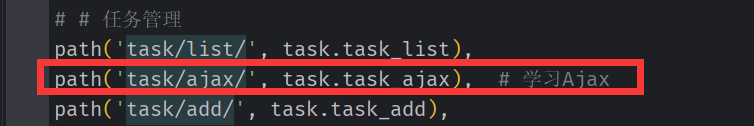 # # 任务管理
path('task/list/', task.task_list),
path('task/ajax/', task.task_ajax),  # 学习Ajax
path('task/add/', task.task_add),